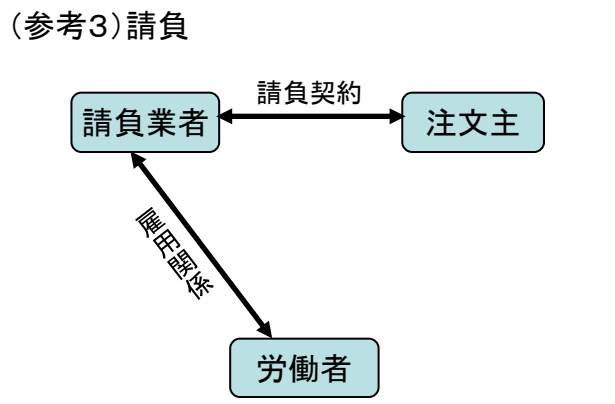 （参考３）請負
請負契約
請負業者
注文主
雇用関係
労働者